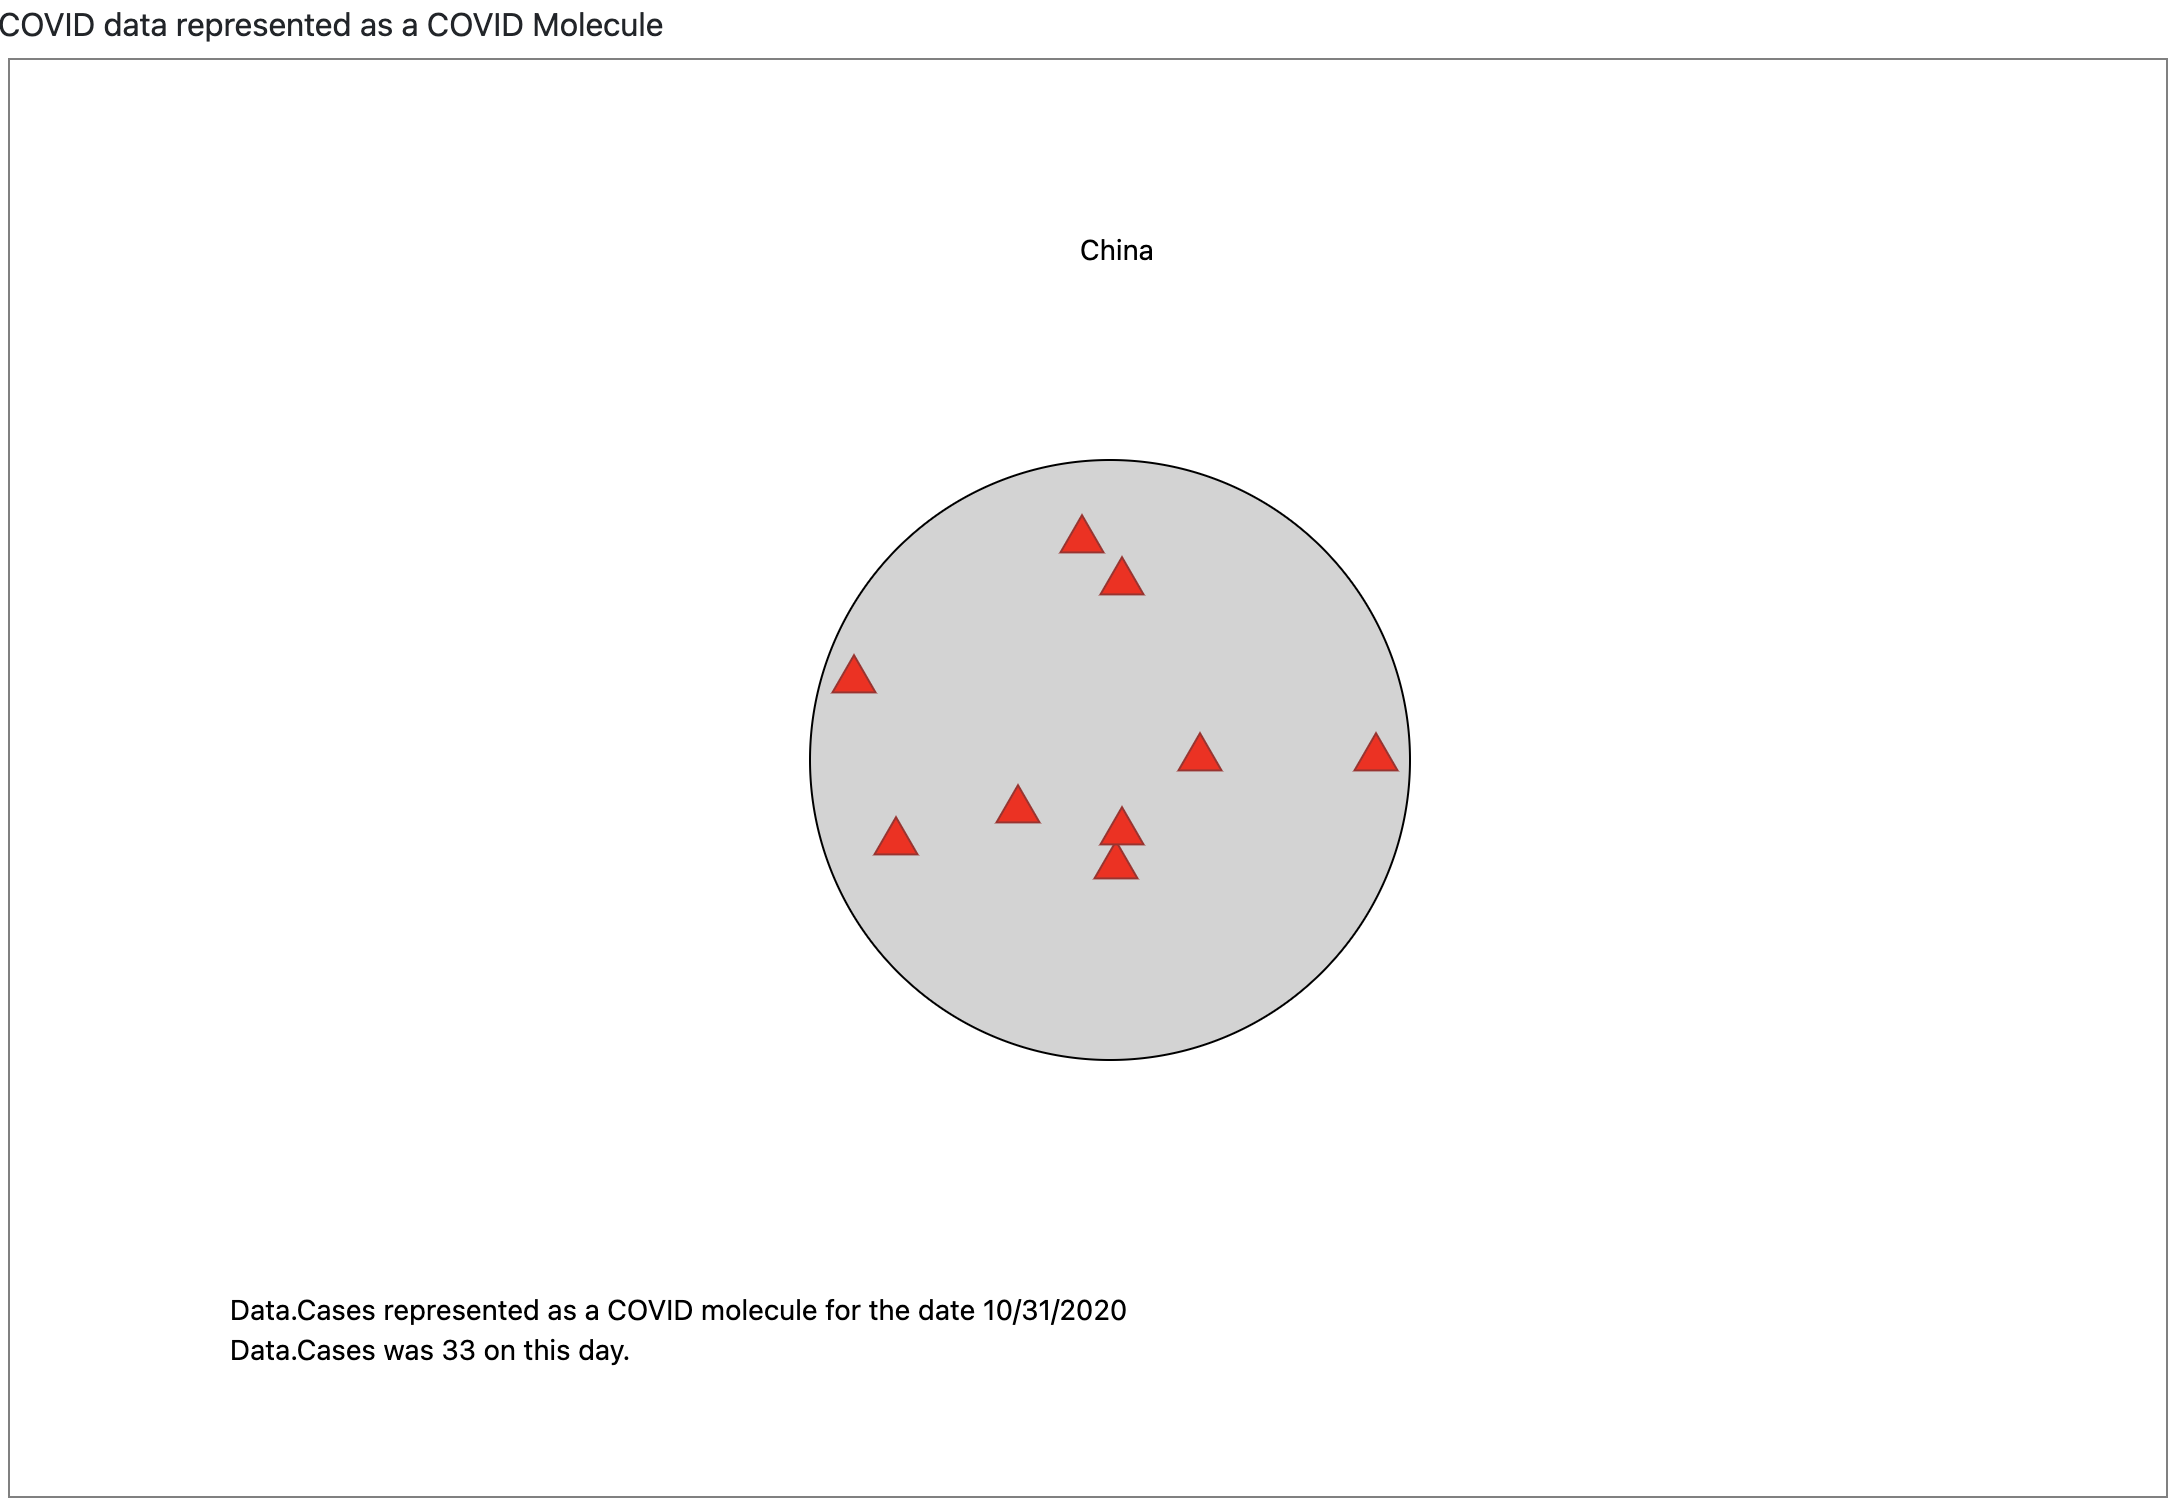 COVID data represented as a COVID Molecule
China
Data.Cases represented as a COVID molecule for the date 10/31/2020
Data.Cases was 33 on this day.